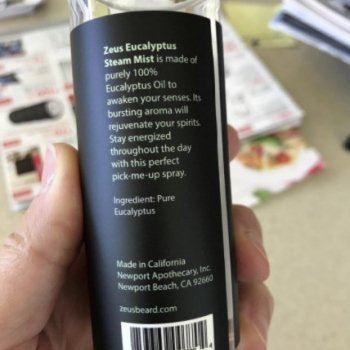 Zeus Eucalyptus
Steam Mist is made of
purely 100%
Eucalyptus Oil to
awaken your senses. Its
bursting aroma will
rejuvenate your spirits.
Stay energized
throughout the day
with this perfect
pick-me-up spray.
Ingredient: Pure
Eucalyptus
Made in California
Newport Apothecary, Inc.
Newport Beach, CA 92660
zeusbeard.com